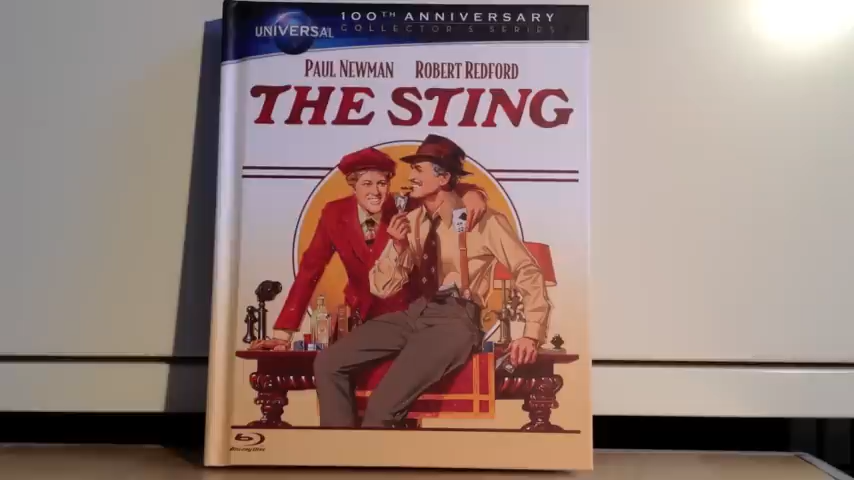 100TH ANNIVERSARY
UNIVERSAL COLLECTOR'S SERIES
PAUL NEWMAN ROBERT REDFORD
THE STING
Blu-ray Disc